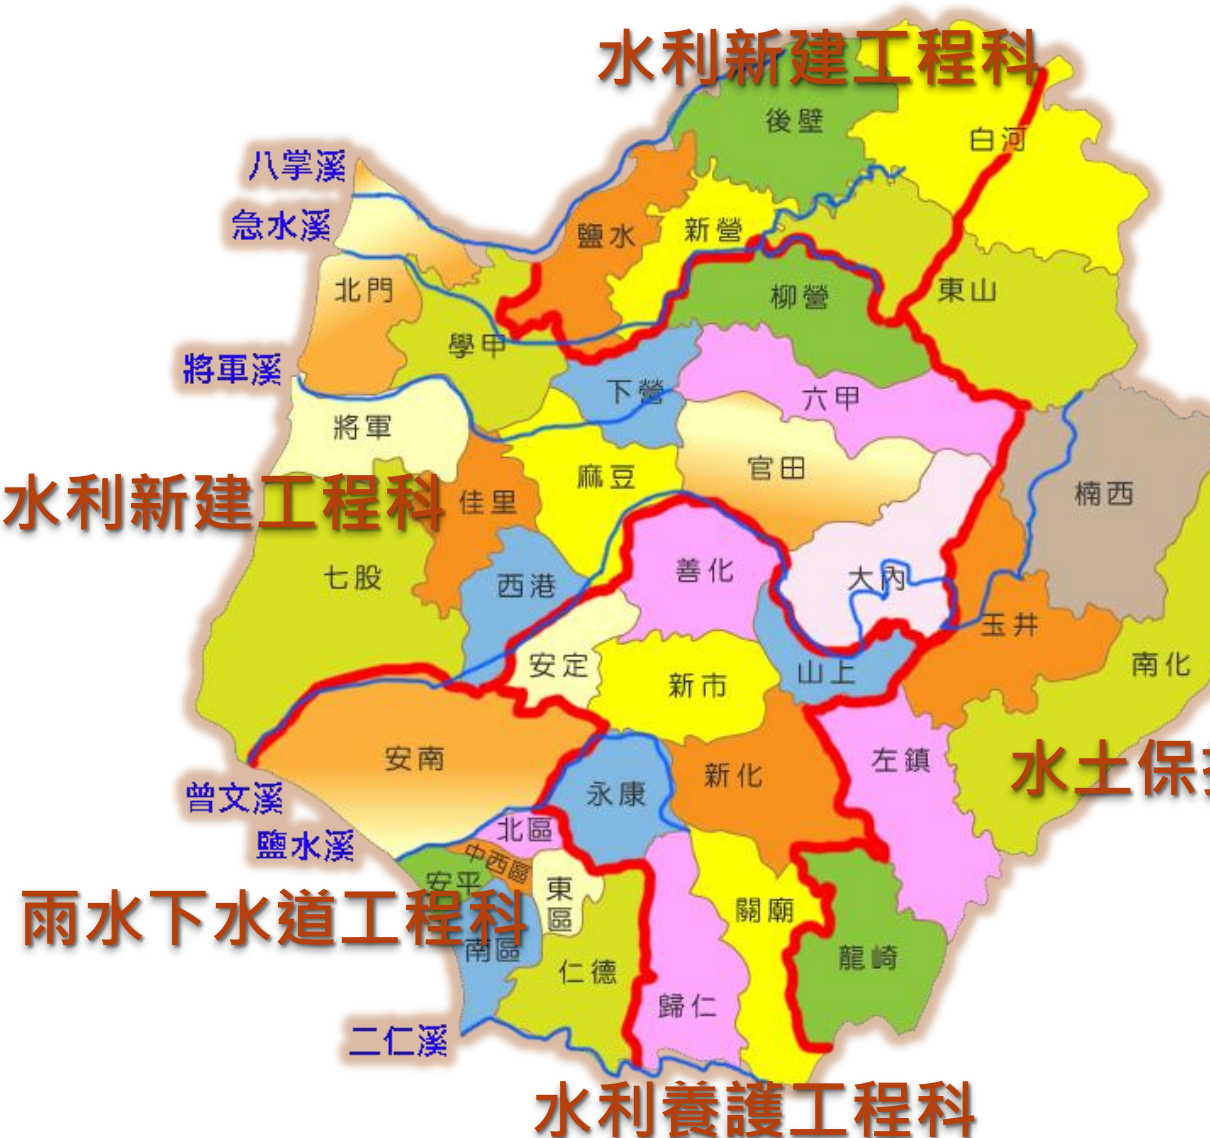 水利新建工程科
後壁
白河
八掌溪
急水溪
鹽水
新營
北門
柳營
東山
學甲
將軍溪
下營
六甲
將軍
官田
麻豆
佳里
楠西
水利新建工程科
七股
西港
善化
大內
玉井
安定
新市
山上
南化
安南
新化
左鎮
水土保
曾文溪
永康
鹽水溪
北區
中西區
安平
東區
雨水下水道工程科
南區
關廟
龍崎
仁德
歸仁
二仁溪
水利養護工程科